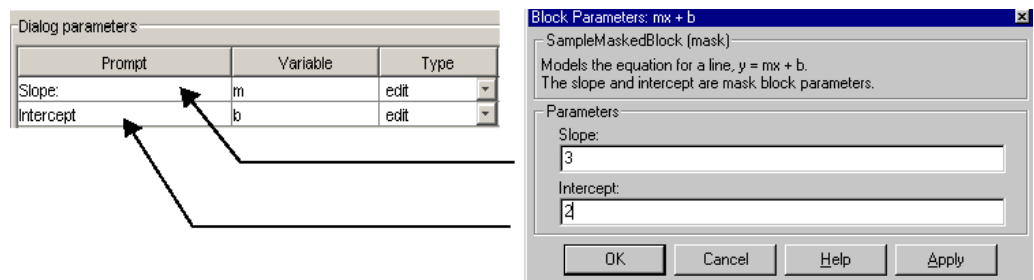 Dialog parameters
Prompt Variable Type
Slope: m edit
Intercept b edit
Block Parameters: mx + b
SampleMaskedBlock (mask)
Models the equation for a line, y = mx + b.
The slope and intercept are mask block parameters.
Parameters
Slope:
3
Intercept:
2
OK Cancel Help Apply